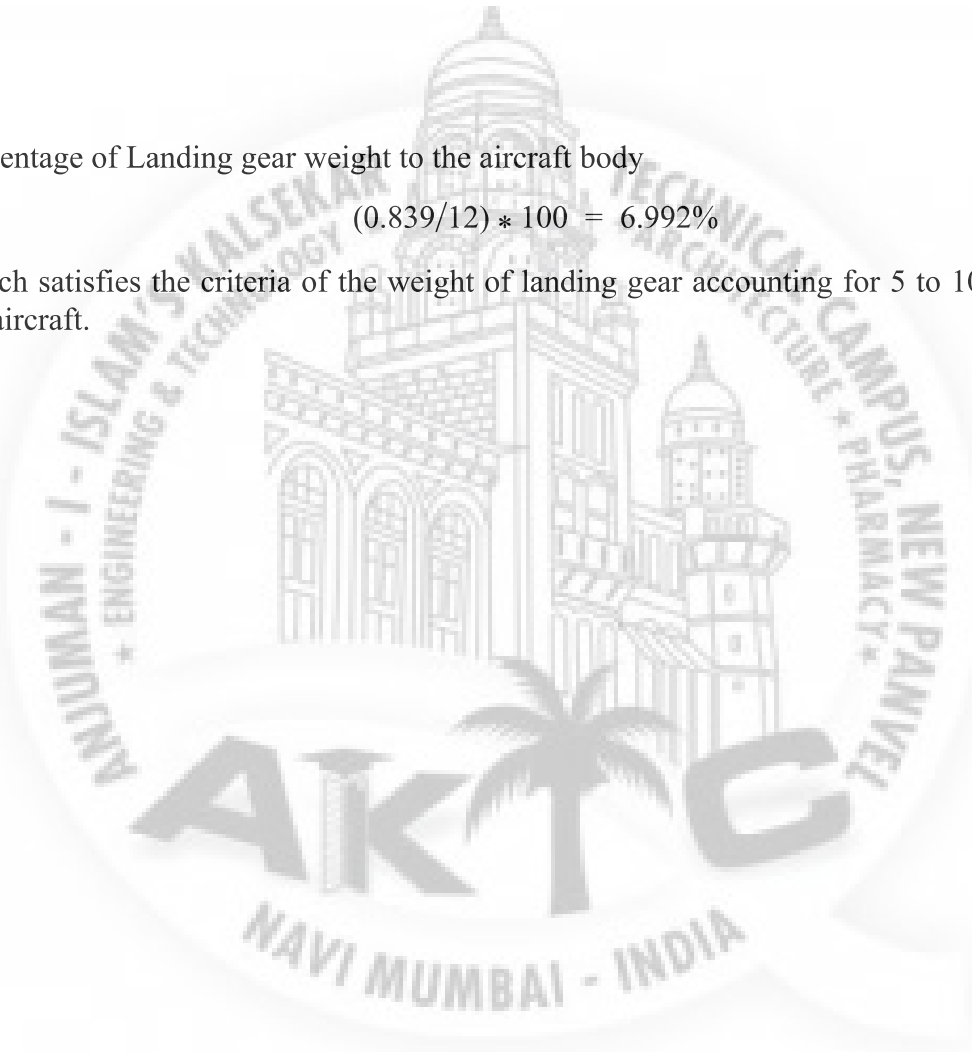 entage of Landing gear weight to the aircraft body
(0.839/12) * 100 = 6.992%
ch satisfies the criteria of the weight of landing gear accounting for 5 to 10
aircraft.
ANJUMAN - I - ISLAM'S KALSEKAR TECHNICAL CAMPUS, NEW PANVEL
★ ENGINEERING & TECHNOLOGY ARCHITECTURE ★ PHARMACY ★
AKTC
NAVI MUMBAI - INDIA